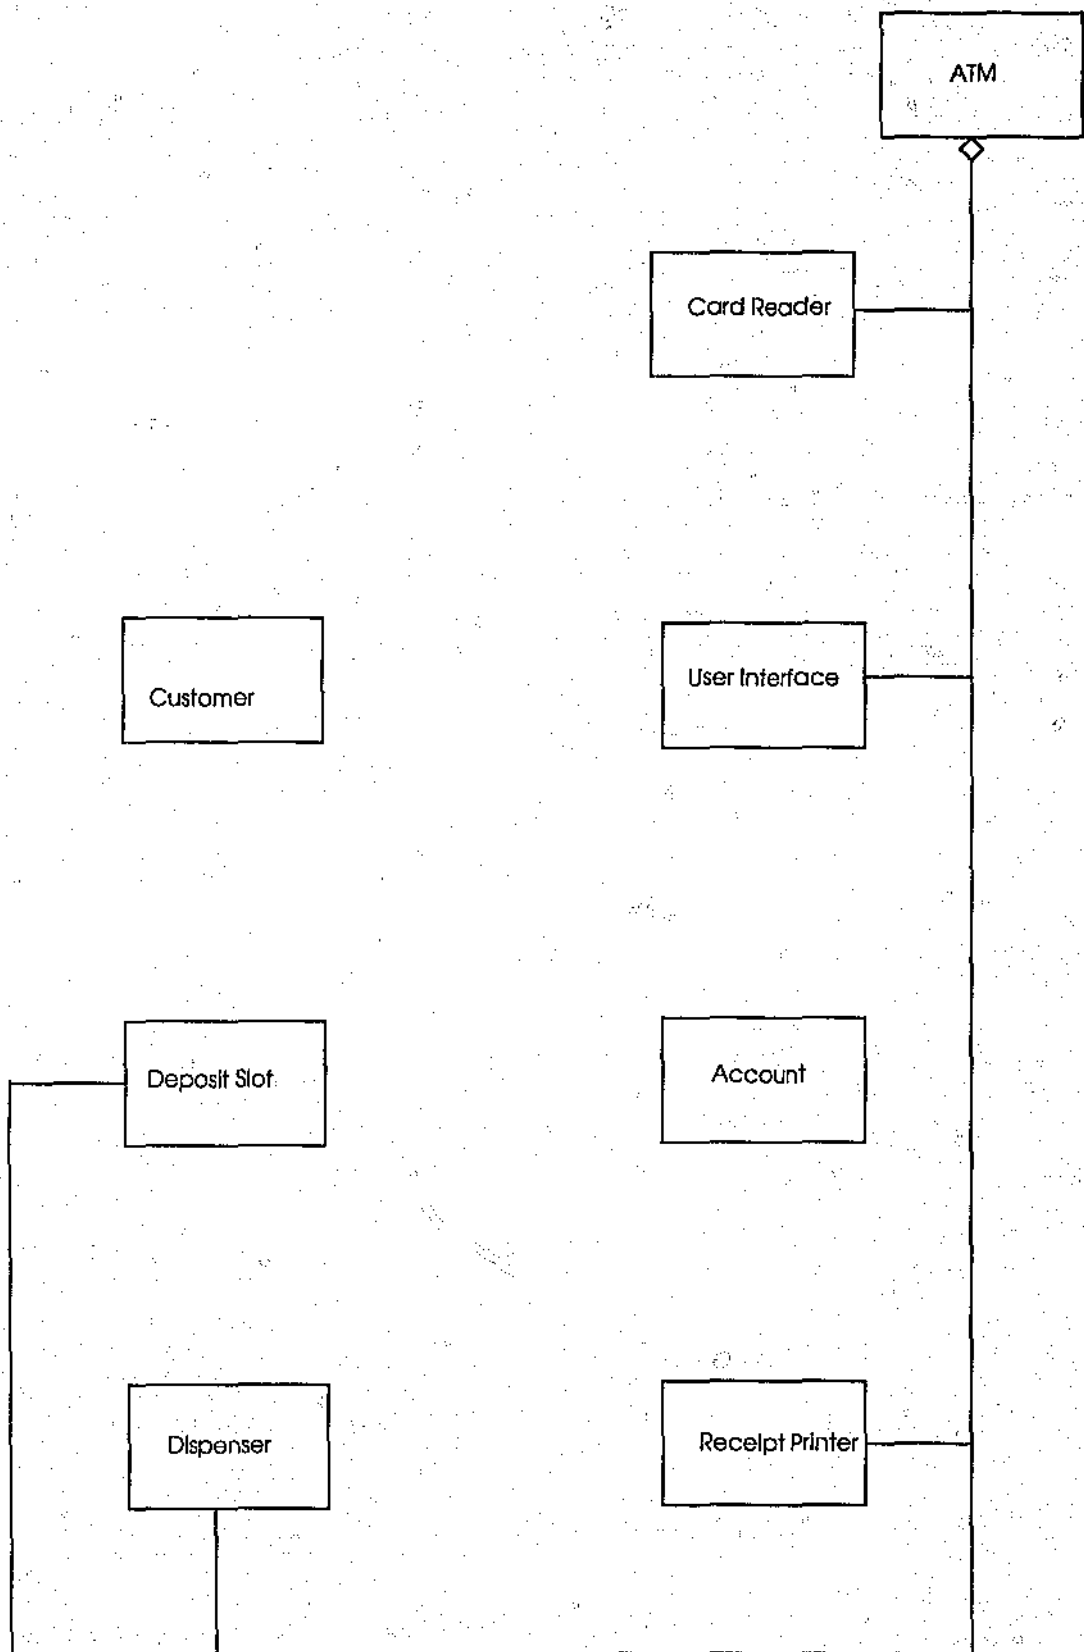 ATM
Card Reader
Customer
User Interface
Deposit Slot
Account
Dispenser
Receipt Printer